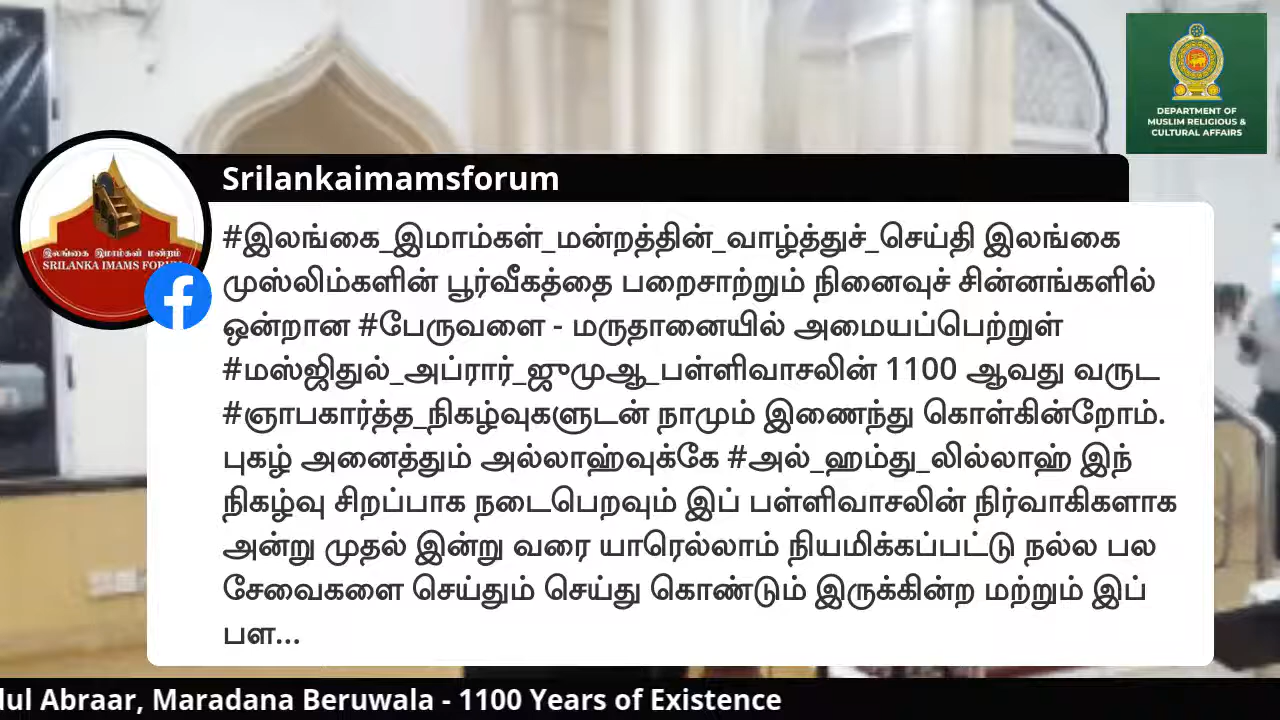 DEPARTMENT OF
MUSLIM RELIGIOUS &
CULTURAL AFFAIRS
Srilankaimamsforum
இலங்கை இமாம்கள் மன்றம்
SRILANKA IMAMS FORUM
#இலங்கை_இமாம்கள்_மன்றத்தின்_வாழ்த்துச்_செய்தி இலங்கை
முஸ்லிம்களின் பூர்வீகத்தை பறைசாற்றும் நினைவுச் சின்னங்களில்
ஒன்றான #பேருவளை - மருதானையில் அமையப்பெற்றுள்
#மஸ்ஜிதுல்_அப்ரார்_ஜுமுஆ_பள்ளிவாசலின் 1100 ஆவது வருட
#ஞாபகார்த்த_நிகழ்வுகளுடன் நாமும் இணைந்து கொள்கின்றோம்.
புகழ் அனைத்தும் அல்லாஹ்வுக்கே #அல்_ஹம்து_லில்லாஹ் இந்
நிகழ்வு சிறப்பாக நடைபெறவும் இப் பள்ளிவாசலின் நிர்வாகிகளாக
அன்று முதல் இன்று வரை யாரெல்லாம் நியமிக்கப்பட்டு நல்ல பல
சேவைகளை செய்தும் செய்து கொண்டும் இருக்கின்ற மற்றும் இப்
பள...
dul Abraar, Maradana Beruwala - 1100 Years of Existence